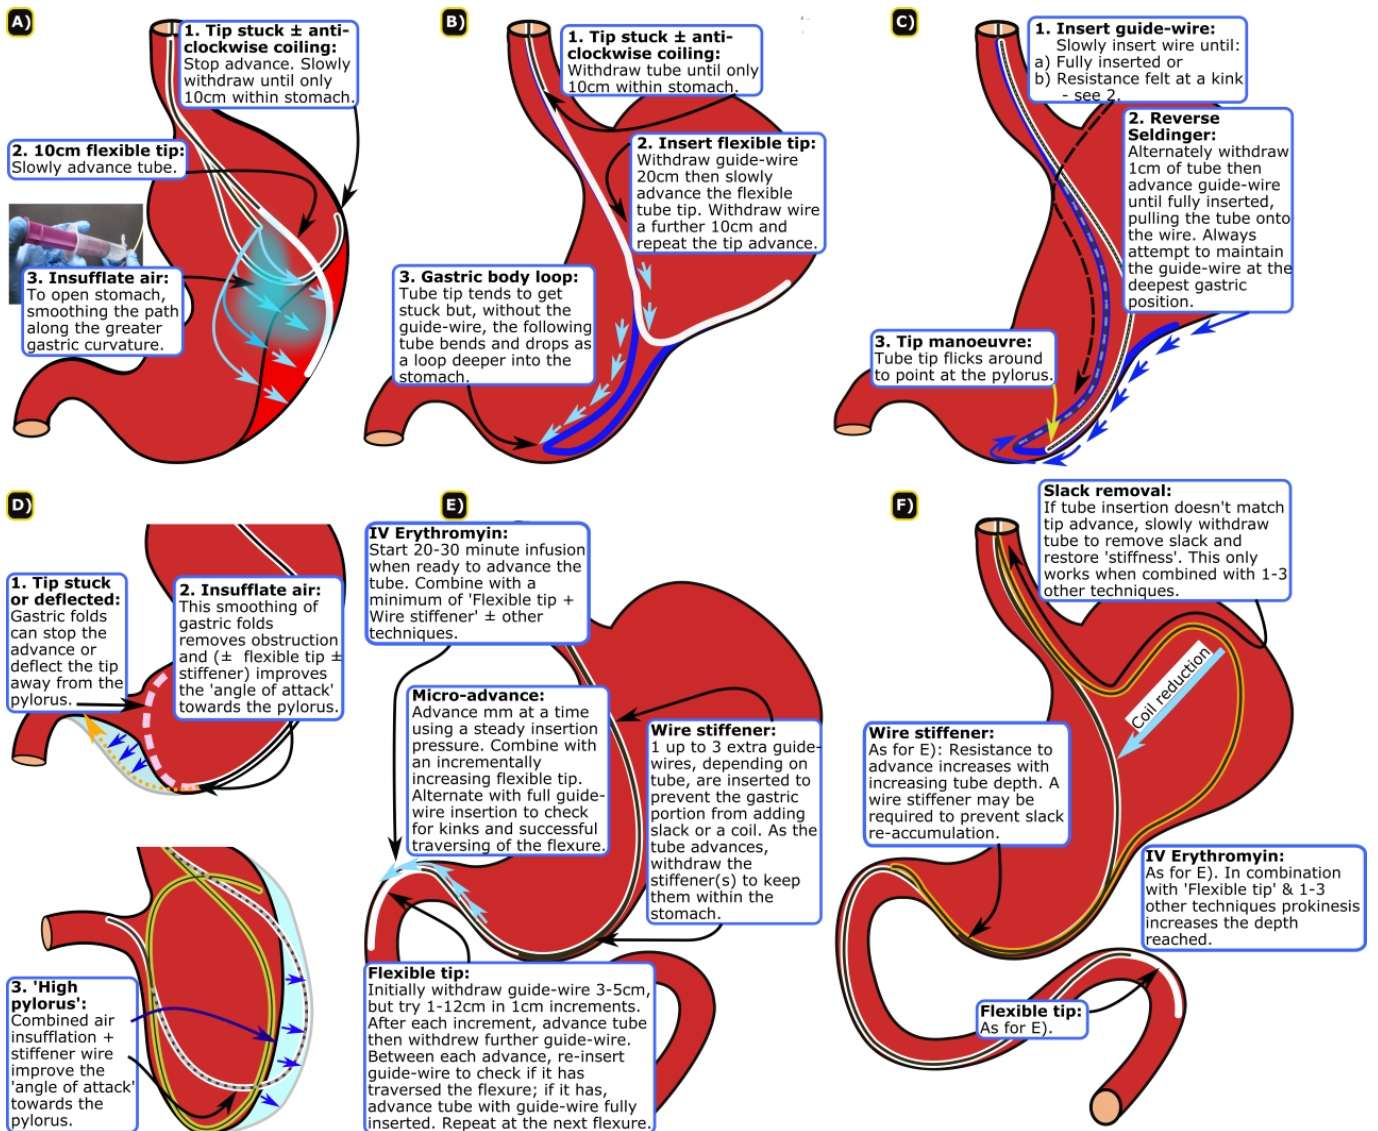 A)
1. Tip stuck ± anti-
clockwise coiling:
Stop advance. Slowly
withdraw until only
10cm within stomach.
2. 10cm flexible tip:
Slowly advance tube.
3. Insufflate air:
To open stomach,
smoothing the path
along the greater
gastric curvature.
B)
1. Tip stuck ± anti-
clockwise coiling:
Withdraw tube until only
10cm within stomach.
2. Insert flexible tip:
Withdraw guide-wire
20cm then slowly
advance the flexible
tube tip. Withdraw wire
a further 10cm and
repeat the tip advance.
3. Gastric body loop:
Tube tip tends to get
stuck but, without the
guide-wire, the following
tube bends and drops as
a loop deeper into the
stomach.
C)
1. Insert guide-wire:
Slowly insert wire until:
a) Fully inserted or
b) Resistance felt at a kink
- see 2.
2. Reverse
Seldinger:
Alternately withdraw
1cm of tube then
advance guide-wire
until fully inserted,
pulling the tube onto
the wire. Always
attempt to maintain
the guide-wire at the
deepest gastric
position.
3. Tip manoeuvre:
Tube tip flicks around
to point at the pylorus.
D)
1. Tip stuck
or deflected:
Gastric folds
can stop the
advance or
deflect the tip
away from the
pylorus.
2. Insufflate air:
This smoothing of
gastric folds
removes obstruction
and (± flexible tip ±
stiffener) improves
the 'angle of attack'
towards the pylorus.
3. 'High
pylorus':
Combined air
insufflation +
stiffener wire
improve the
'angle of attack'
towards the
pylorus.
E)
IV Erythromyin:
Start 20-30 minute infusion
when ready to advance the
tube. Combine with a
minimum of 'Flexible tip +
Wire stiffener' ± other
techniques.
Micro-advance:
Advance mm at a time
using a steady insertion
pressure. Combine with
an incrementally
increasing flexible tip.
Alternate with full guide-
wire insertion to check
for kinks and successful
traversing of the flexure.
Wire stiffener:
1 up to 3 extra guide-
wires, depending on
tube, are inserted to
prevent the gastric
portion from adding
slack or a coil. As the
tube advances,
withdraw the
stiffener(s) to keep
them within the
stomach.
Flexible tip:
Initially withdraw guide-wire 3-5cm,
but try 1-12cm in 1cm increments.
After each increment, advance tube
then withdrew further guide-wire.
Between each advance, re-insert
guide-wire to check if it has
traversed the flexure; if it has,
advance tube with guide-wire fully
inserted. Repeat at the next flexure.
F)
Slack removal:
If tube insertion doesn't match
tip advance, slowly withdraw
tube to remove slack and
restore 'stiffness'. This only
works when combined with 1-3
other techniques.
Coil reduction
Wire stiffener:
As for E): Resistance to
advance increases with
increasing tube depth. A
wire stiffener may be
required to prevent slack
re-accumulation.
IV Erythromyin:
As for E). In combination
with 'Flexible tip' & 1-3
other techniques prokinesis
increases the depth
reached.
Flexible tip:
As for E).